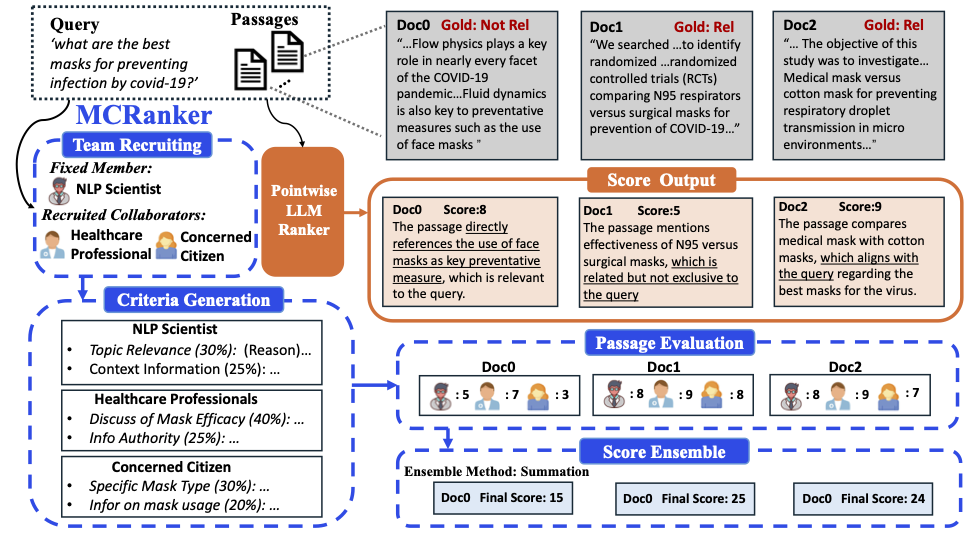 Query
'what are the best
masks for preventing
infection by covid-19?'
Passages
Doc0 Gold: Not Rel
"...Flow physics plays a key
role in nearly every facet
of the COVID-19
pandemic...Fluid dynamics
is also key to preventative
measures such as the use
of face masks "
Doc1 Gold: Rel
"We searched ...to identify
randomized ...randomized
controlled trials (RCTs)
comparing N95 respirators
versus surgical masks for
prevention of COVID-19..."
Doc2 Gold: Rel
"... The objective of this
study was to investigate...
Medical mask versus
cotton mask for preventing
respiratory droplet
transmission in micro
environments..."
MCRanker
Team Recruiting
Fixed Member:
NLP Scientist
Recruited Collaborators:
Healthcare
Professional
Concerned
Citizen
Pointwise
LLM
Ranker
Score Output
Doc0 Score:8
The passage directly
references the use of face
masks as key preventative
measure, which is relevant
to the query.
Doc1 Score:5
The passage mentions
effectiveness of N95 versus
surgical masks, which is
related but not exclusive to
the query
Doc2 Score:9
The passage compares
medical mask with cotton
masks, which aligns with
the query regarding the
best masks for the virus.
Criteria Generation
NLP Scientist
• Topic Relevance (30%): (Reason)...
• Context Information (25%): ...
Healthcare Professionals
• Discuss of Mask Efficacy (40%): ...
• Info Authority (25%): ...
Concerned Citizen
• Specific Mask Type (30%): ...
• Infor on mask usage (20%): ...
Passage Evaluation
Doc0
: 5 : 7 : 3
Doc1
: 8 : 9 : 8
Doc2
: 8 : 9 : 7
Score Ensemble
Ensemble Method: Summation
Doc0 Final Score: 15
Doc0 Final Score: 25
Doc0 Final Score: 24